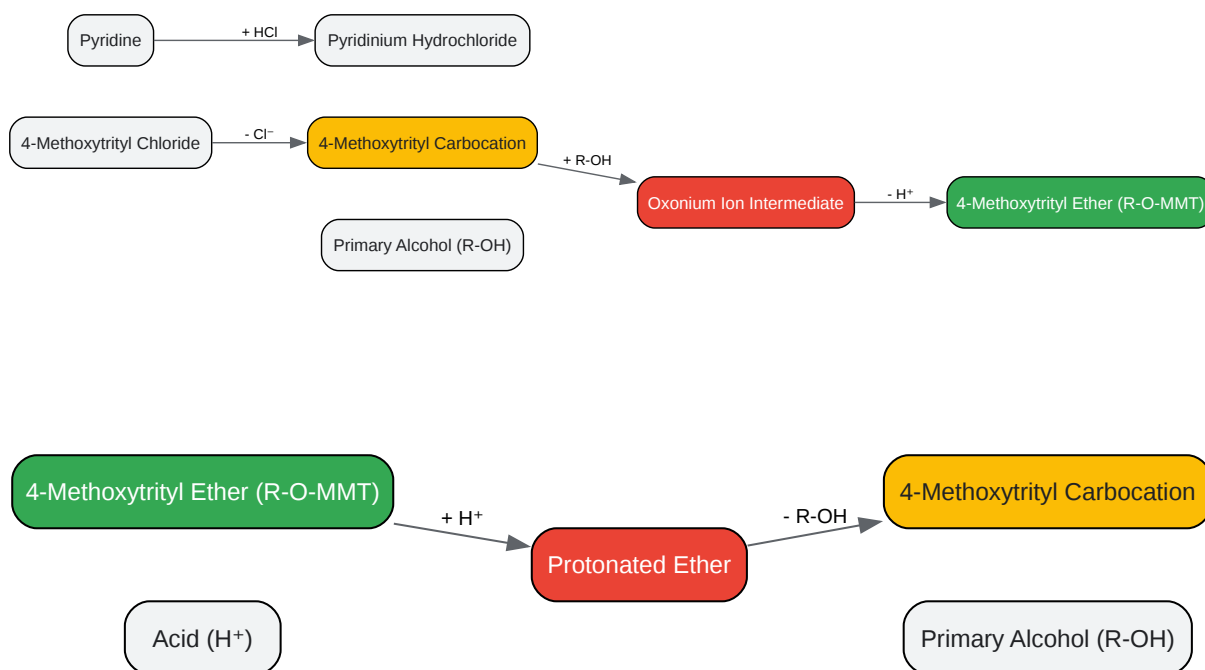 Pyridine
+ HCl
Pyridinium Hydrochloride
4-Methoxytrityl Chloride
- Cl⁻
4-Methoxytrityl Carbocation
+ R-OH
Oxonium Ion Intermediate
- H⁺
4-Methoxytrityl Ether (R-O-MMT)
Primary Alcohol (R-OH)
4-Methoxytrityl Ether (R-O-MMT)
+ H⁺
Protonated Ether
- R-OH
4-Methoxytrityl Carbocation
Acid (H⁺)
Primary Alcohol (R-OH)